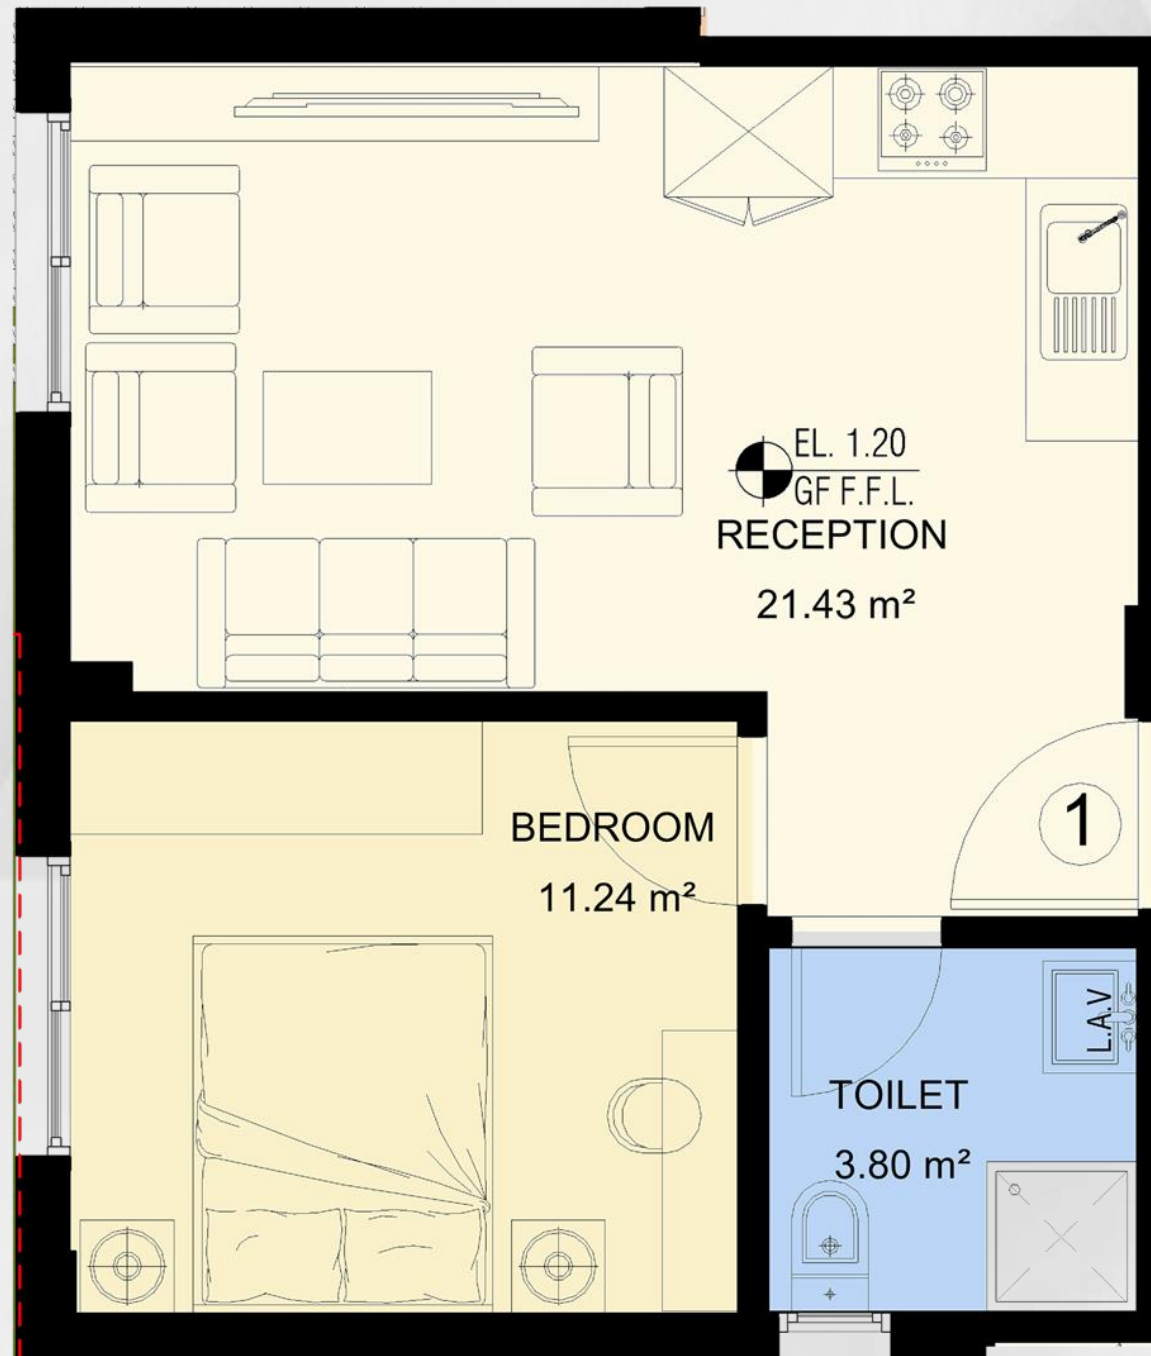 EL. 1.20
GF F.F.L.
RECEPTION
21.43 m²
1
BEDROOM
11.24 m²
L.A.V
TOILET
3.80 m²